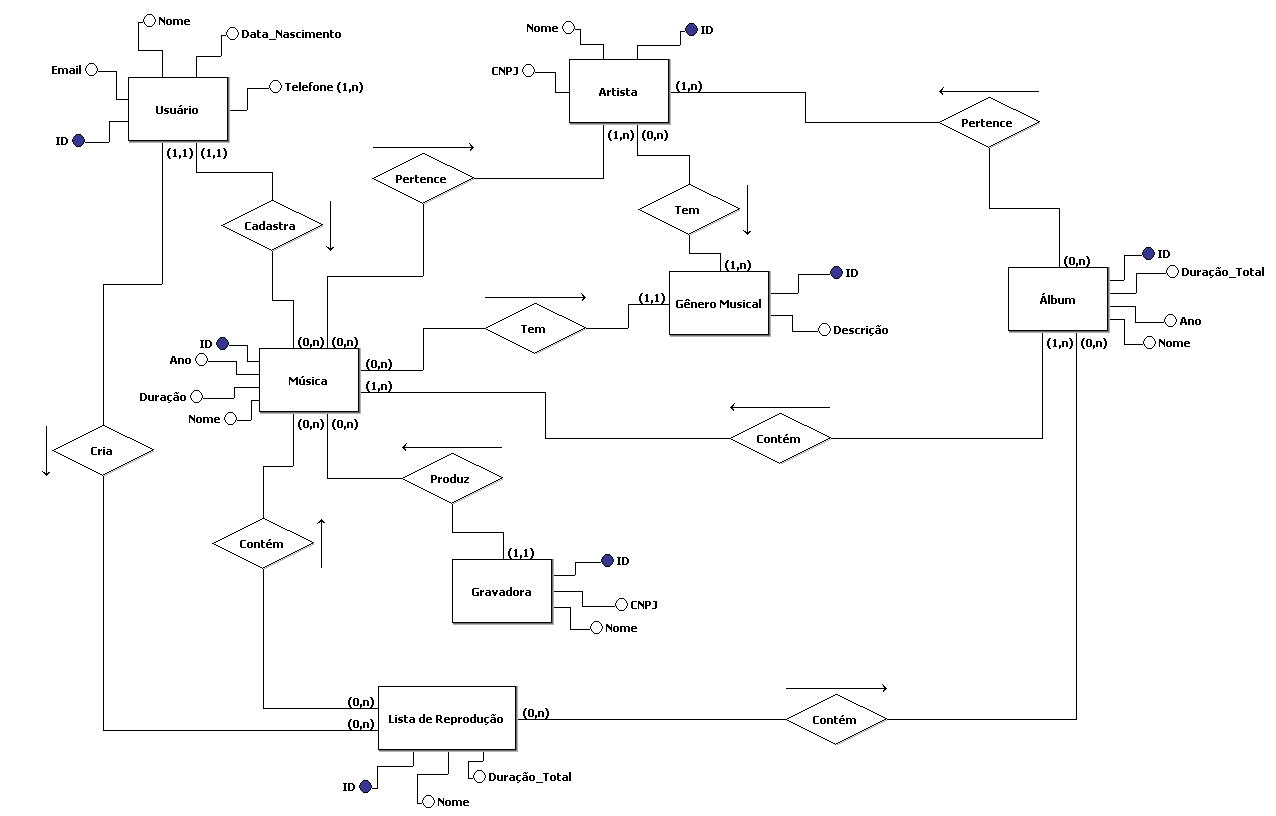 Nome
Data_Nascimento
Email
Telefone (1,n)
Usuário
ID
(1,1) (1,1)
Nome
ID
CNPJ
Artista
(1,n)
(1,n) (0,n)
Pertence
Pertence
Cadastra
Tem
(1,n)
(0,n)
ID
Duração_Total
Álbum
Ano
Nome
(1,n) (0,n)
ID
Gênero Musical
(1,1)
Descrição
Tem
(0,n) (0,n)
ID
Ano
Música
Duração
Nome
(0,n)
(1,n)
(0,n) (0,n)
Contém
Cria
Produz
Contém
(1,1)
ID
Gravadora
CNPJ
Nome
(0,n)
(0,n)
Lista de Reprodução
(0,n)
Contém
ID
Duração_Total
Nome